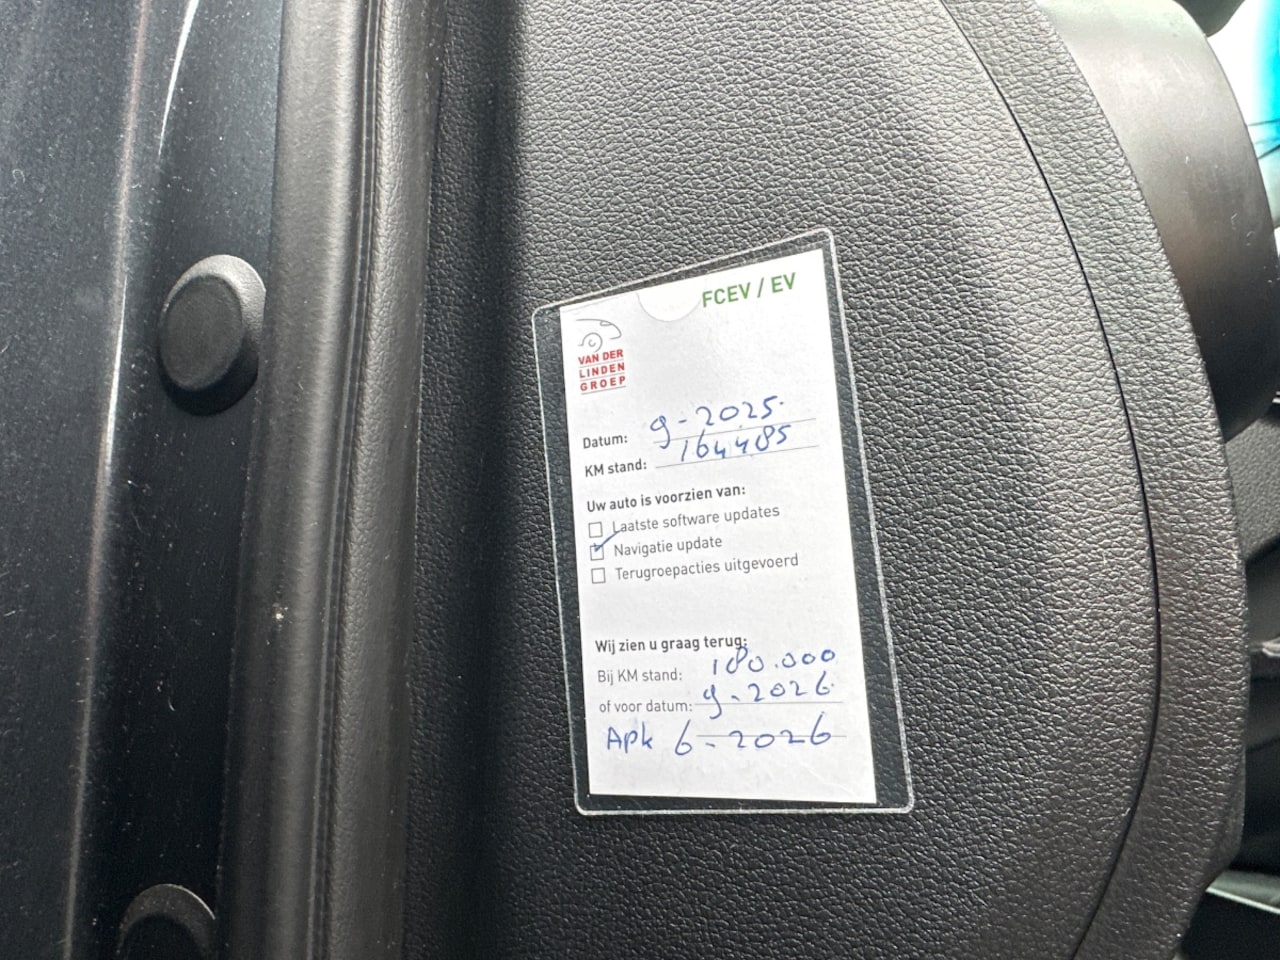 FCEV / EV
VAN DER
LINDEN
GROEP
Datum: 9-2025.
KM stand: 164485
Uw auto is voorzien van:
Laatste software updates
Navigatie update
Terugroepacties uitgevoerd
Wij zien u graag terug:
Bij KM stand: 180.000
of voor datum: 9-2026.
Apk 6-2026